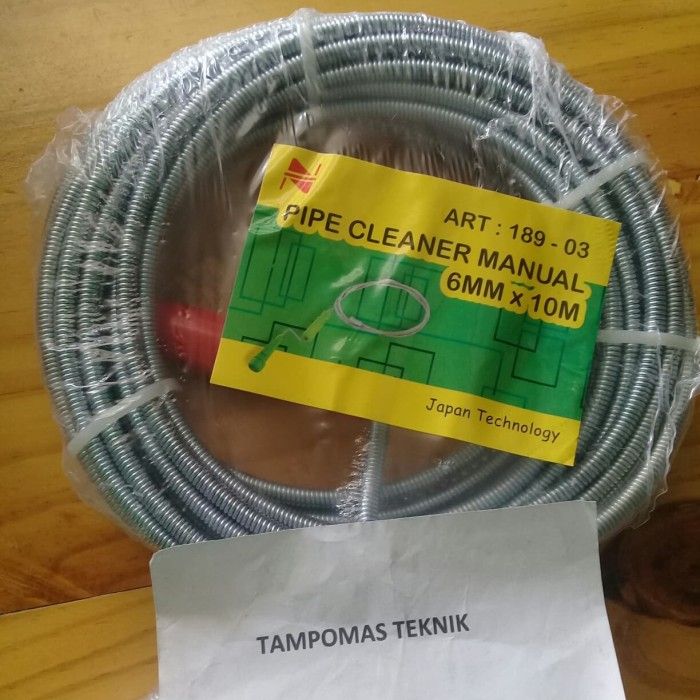 ART : 189 - 03
PIPE CLEANER MANUAL
6MM x 10M
Japan Technology
TAMPOMAS TEKNIK